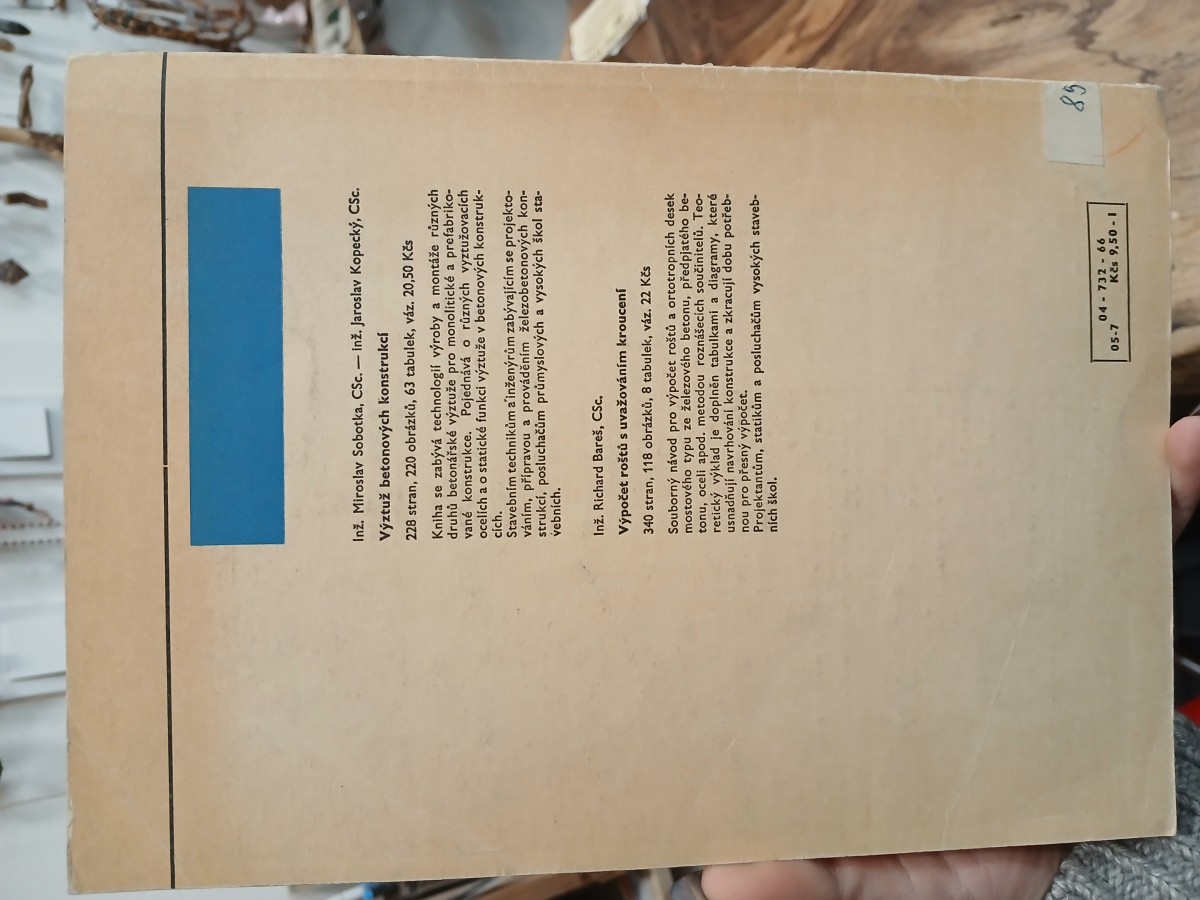 Inž. Miroslav Sobotka, CSc. — Inž. Jaroslav Kopecký, CSc.
Výztuž betonových konstrukcí
228 stran, 220 obrázků, 63 tabulek, váz. 20,50 Kčs
Kniha se zabývá technologií výroby a montáže různých
druhů betonářské výztuže pro monolitické a prefabriko-
vané konstrukce. Pojednává o různých vyztužovacích
ocelích a o statické funkci výztuže v betonových konstruk-
cích.
Stavebním technikům a inženýrům zabývajícím se projekto-
váním, přípravou a prováděním železobetonových kon-
strukcí, posluchačům průmyslových a vysokých škol sta-
vebních.
Inž. Richard Bareš, CSc,
Výpočet roštů s uvažováním kroucení
340 stran, 118 obrázků, 8 tabulek, váz. 22 Kčs
Souborný návod pro výpočet roštů a ortotropních desek
mostového typu ze železového betonu, předpjatého be-
tonu, oceli apod. metodou roznášecích součinitelů. Teo-
retický výklad je doplněn tabulkami a diagramy, které
usnadňují navrhování konstrukce a zkracují dobu potřeb-
nou pro přesný výpočet.
Projektantům, statikům a posluchačům vysokých staveb-
ních škol.
89
04 - 732 - 66
05-7 Kčs 9,50 - I